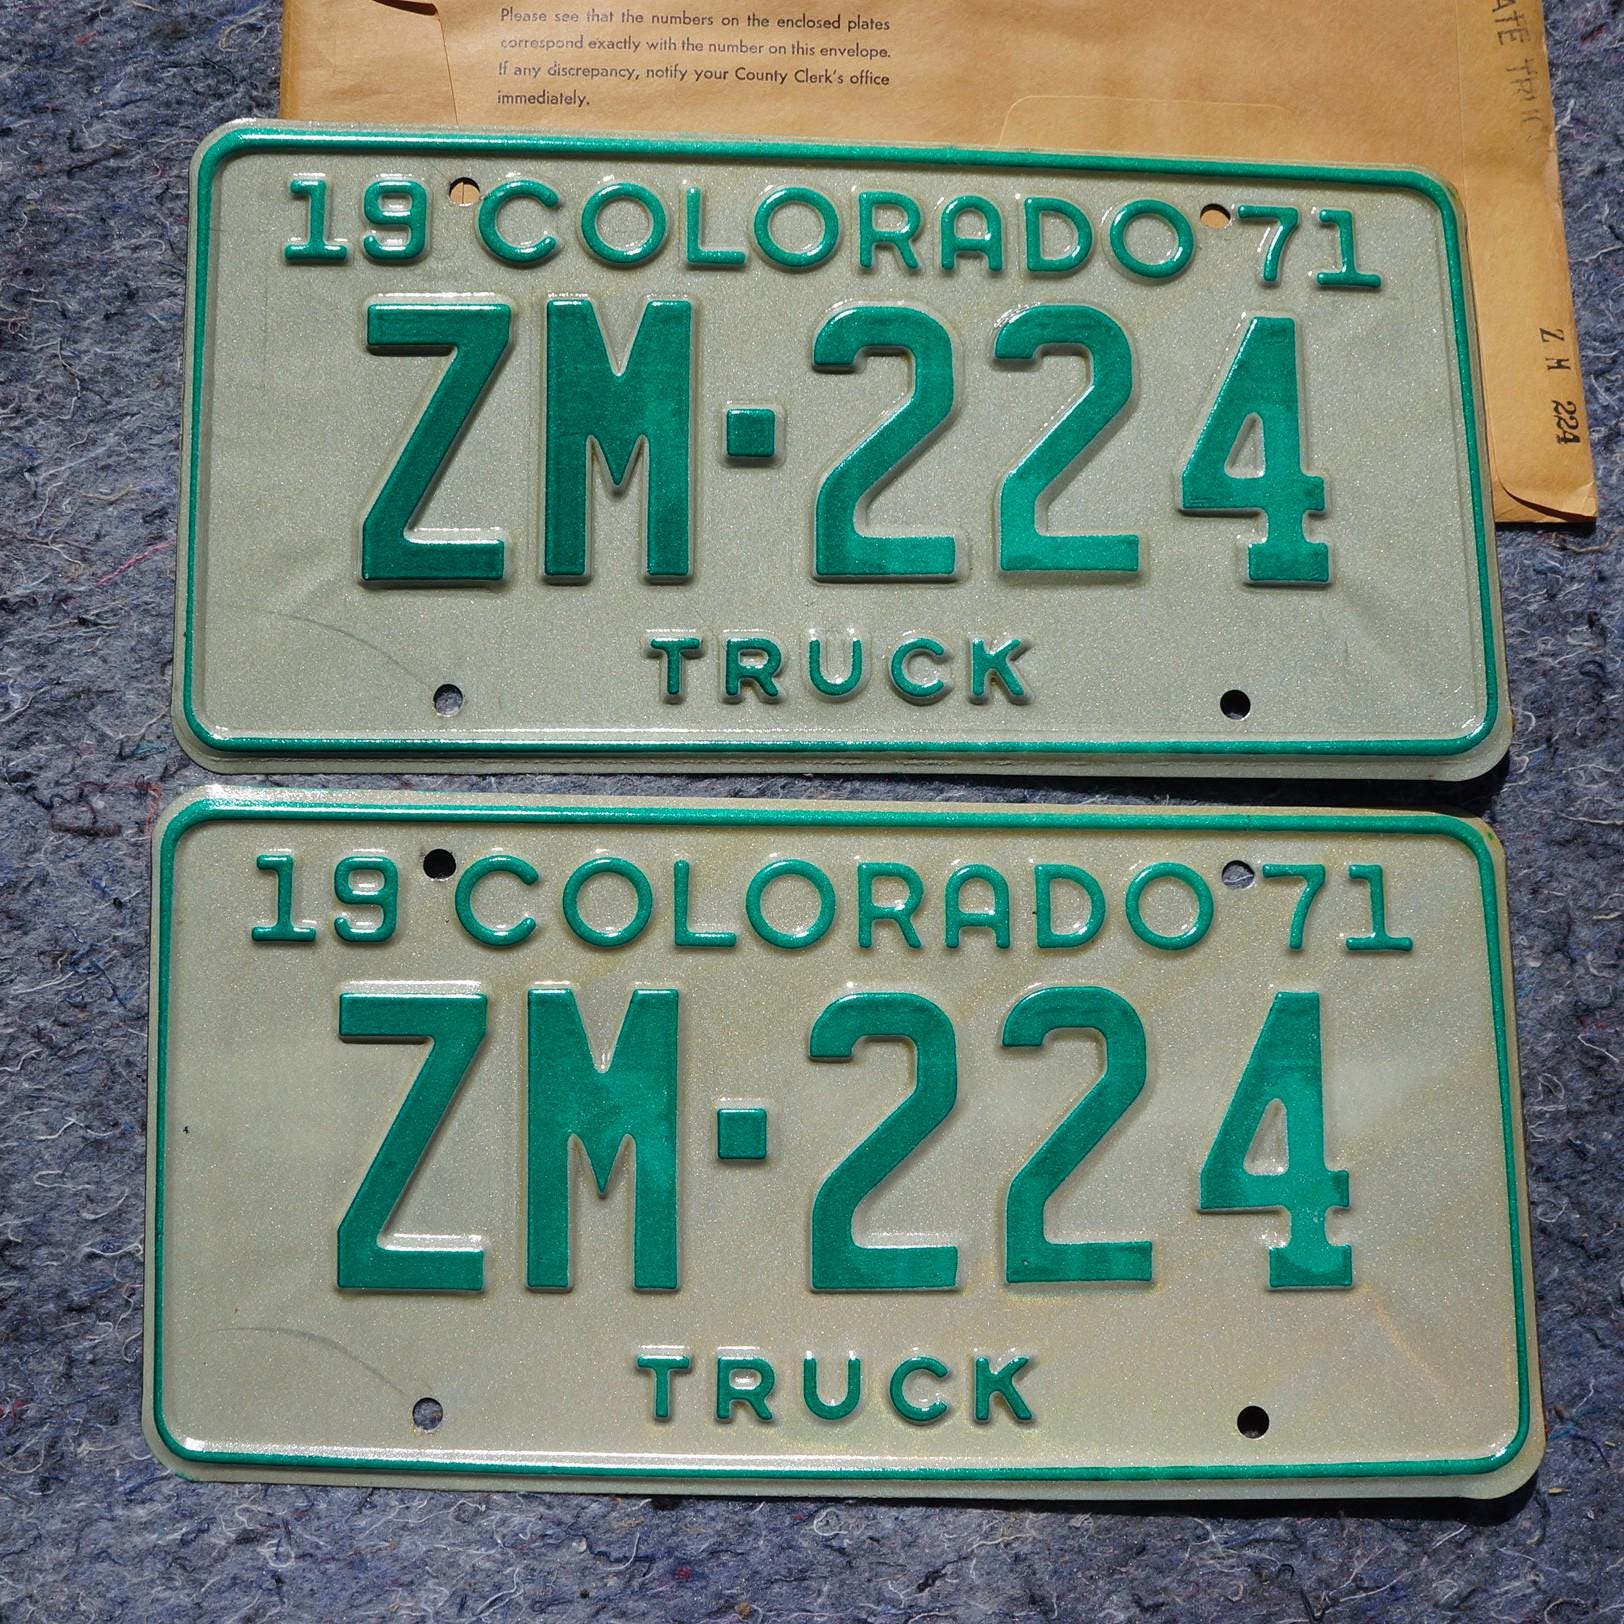 Please see that the numbers on the enclosed plates
correspond exactly with the number on this envelope.
If any discrepancy, notify your County Clerk's office
immediately.
Z M 224
19 COLORADO 71
ZM-224
TRUCK
19 COLORADO 71
ZM-224
TRUCK